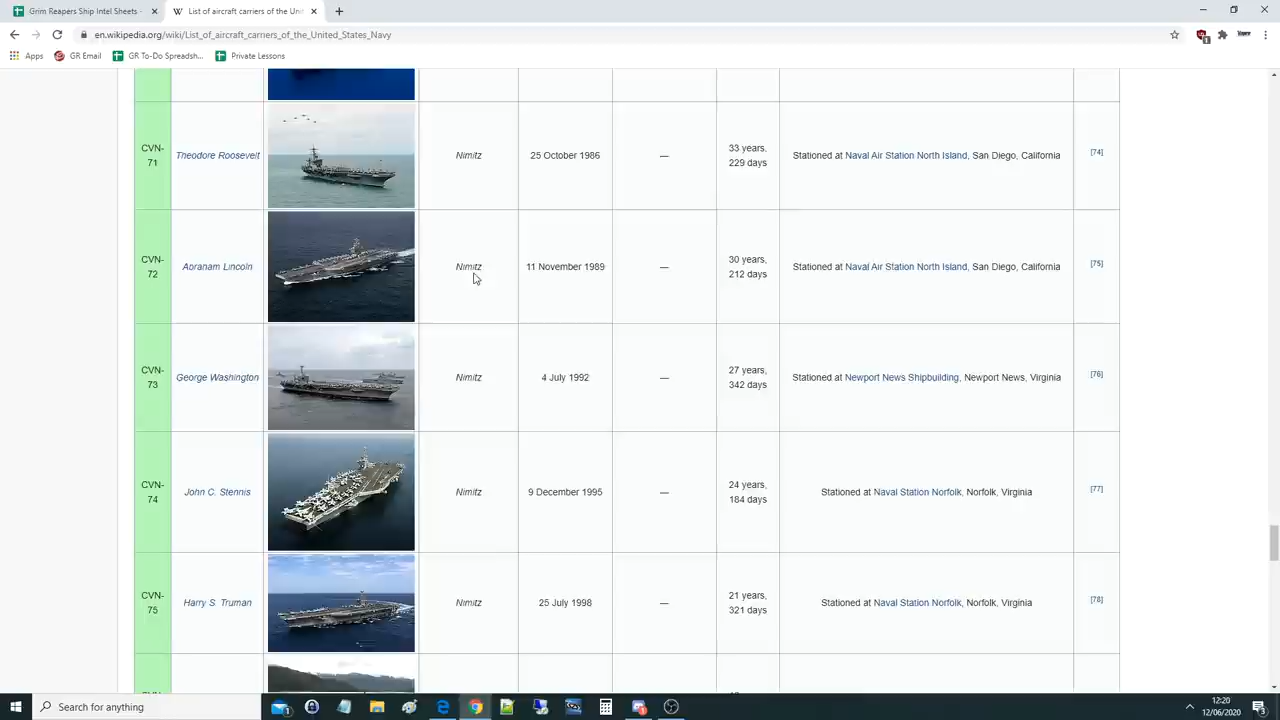 Grim Reapers Ship Intel Sheets -
List of aircraft carriers of the Unit
en.wikipedia.org/wiki/List_of_aircraft_carriers_of_the_United_States_Navy
Apps GR Email GR To-Do Spreadsh... Private Lessons
CVN-
71
Theodore Roosevelt
Nimitz
25 October 1986
—
33 years,
229 days
Stationed at Naval Air Station North Island, San Diego, California
[74]
CVN-
72
Abraham Lincoln
Nimitz
11 November 1989
—
30 years,
212 days
Stationed at Naval Air Station North Island, San Diego, California
[75]
CVN-
73
George Washington
Nimitz
4 July 1992
—
27 years,
342 days
Stationed at Newport News Shipbuilding, Newport News, Virginia
[76]
CVN-
74
John C. Stennis
Nimitz
9 December 1995
—
24 years,
184 days
Stationed at Naval Station Norfolk, Norfolk, Virginia
[77]
CVN-
75
Harry S. Truman
Nimitz
25 July 1998
—
21 years,
321 days
Stationed at Naval Station Norfolk, Norfolk, Virginia
[78]
Search for anything
12:20
12/06/2020